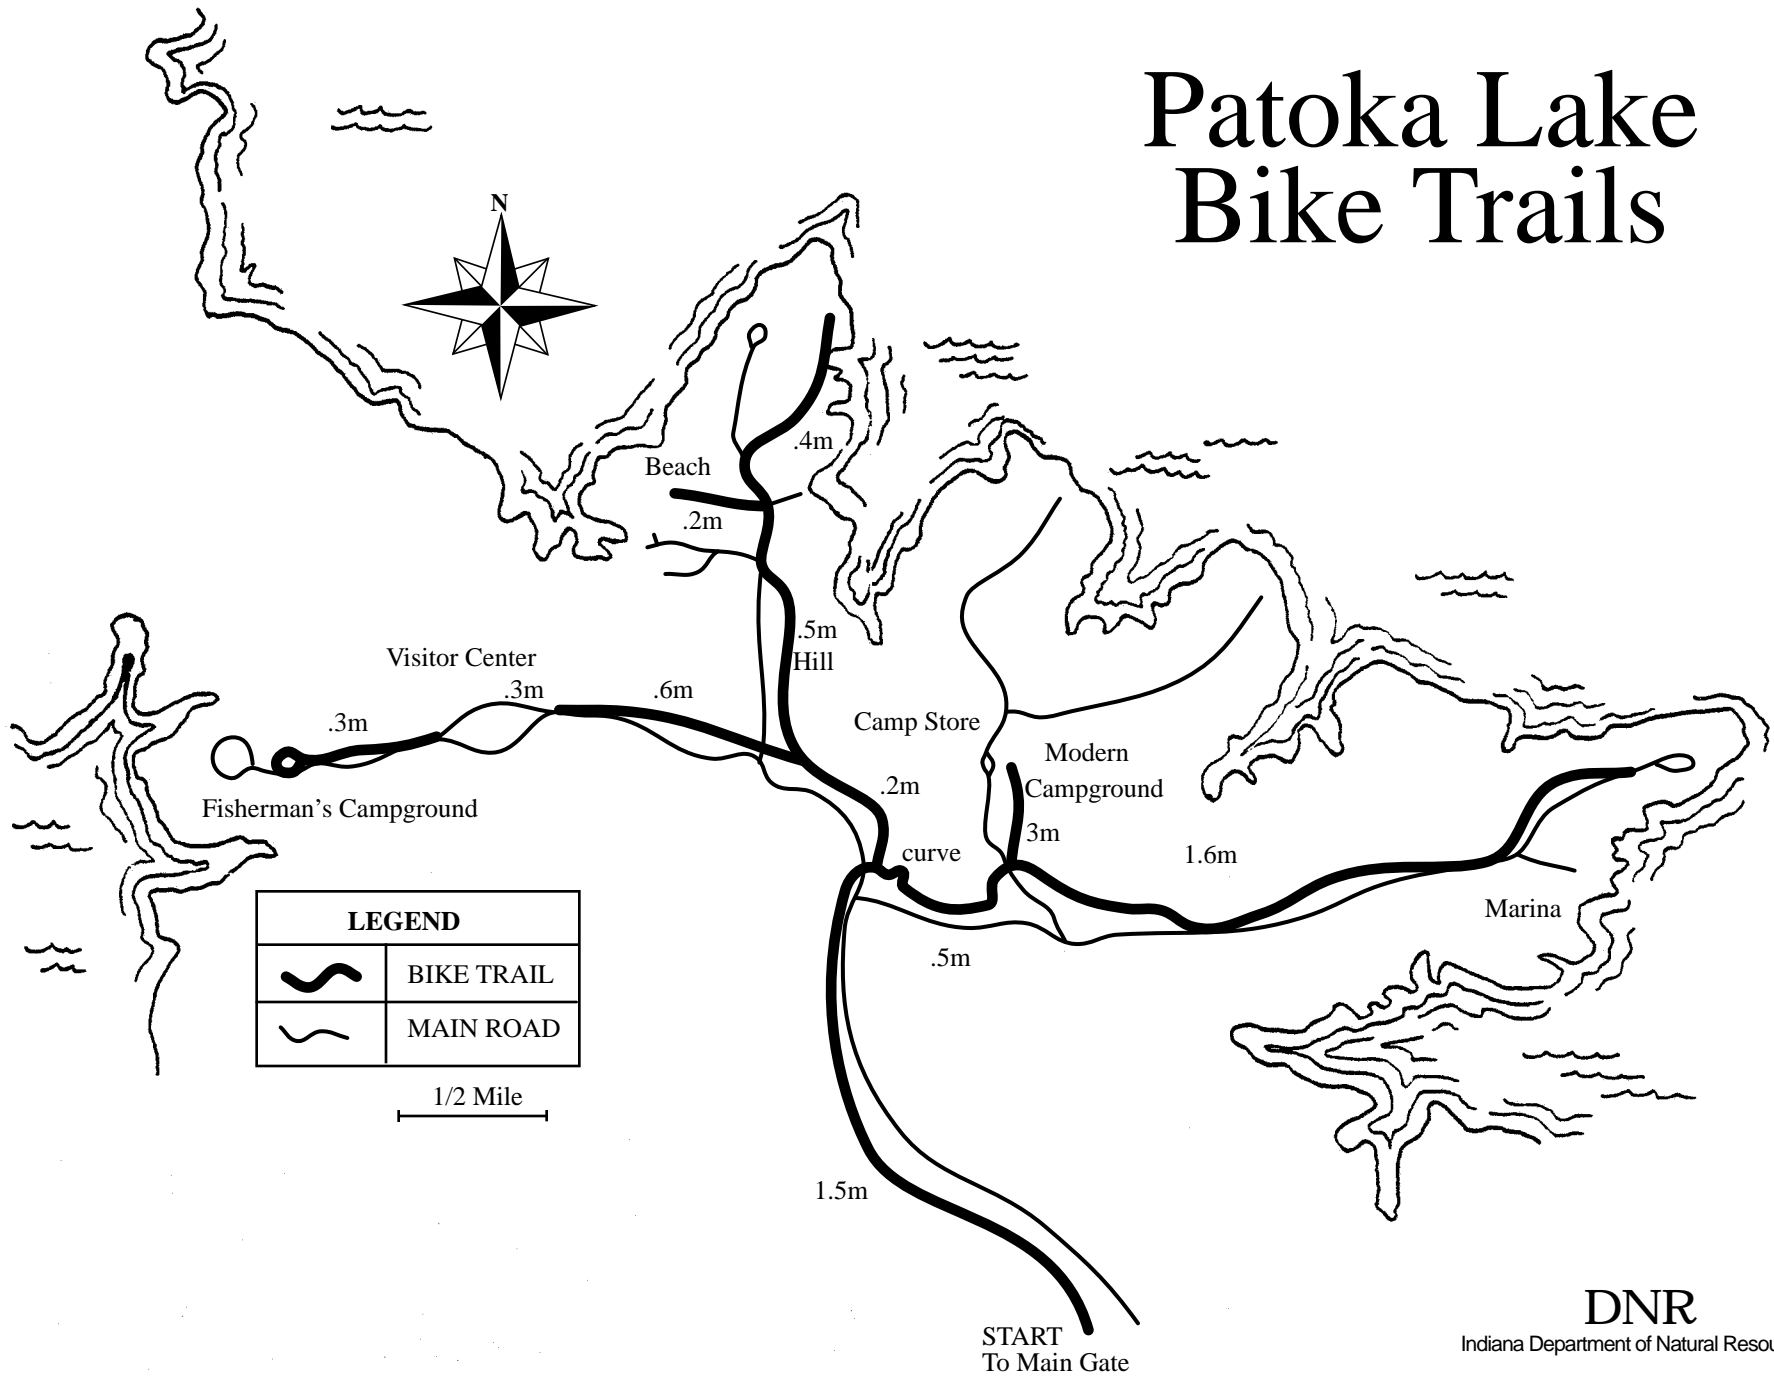 Patoka Lake
Bike Trails
N
.4m
Beach
.2m
.5m
Hill
Visitor Center
.3m
.6m
.3m
Camp Store
Modern
Campground
.2m
Fisherman's Campground
3m
curve
1.6m
Marina
LEGEND
BIKE TRAIL
MAIN ROAD
.5m
1/2 Mile
1.5m
START
To Main Gate
DNR
Indiana Department of Natural Resou